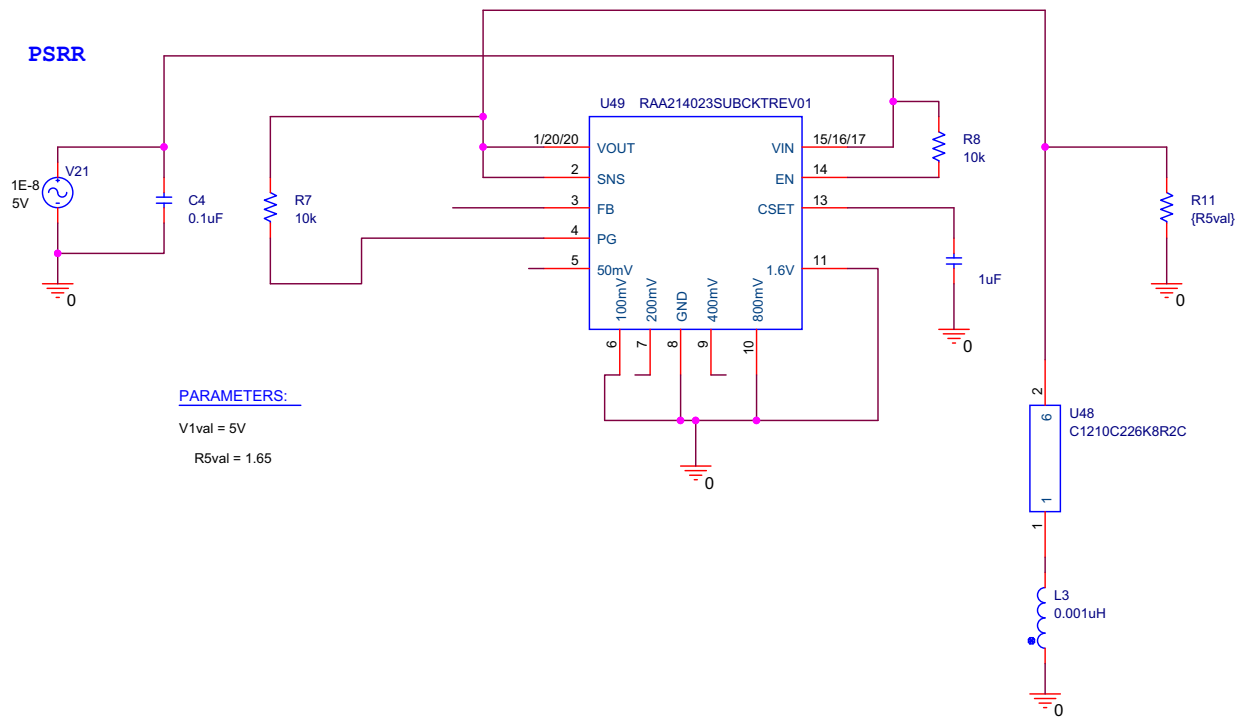 PSRR
U49 RAA214023SUBCKTREV01
1/20/20
VOUT
VIN
15/16/17
R8
10k
2
SNS
EN
14
3
FB
CSET
13
4
PG
5
50mV
1.6V
11
100mV
200mV
GND
400mV
800mV
6
7
8
9
10
V21
1E-8
5V
C4
0.1uF
R7
10k
0
1uF
0
R11
{R5val}
0
PARAMETERS:
V1val = 5V
R5val = 1.65
0
2
6
U48
C1210C226K8R2C
1
1
L3
0.001uH
0